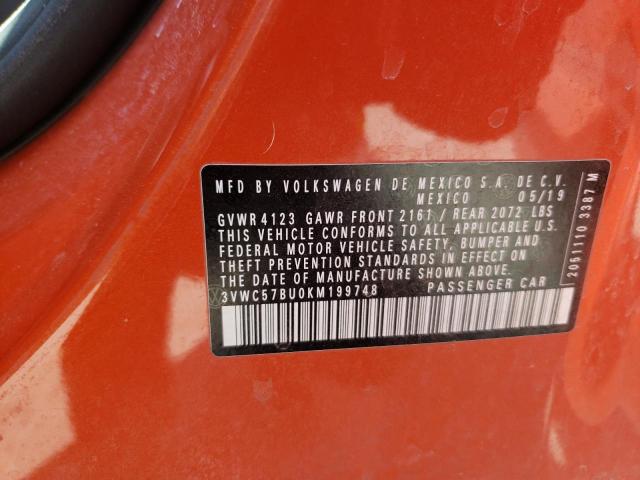 MFD BY VOLKSWAGEN DE MEXICO S.A. DE C.V.
MEXICO 05/19
GVWR 4123 GAWR FRONT 2161 / REAR 2072 LBS
THIS VEHICLE CONFORMS TO ALL APPLICABLE
FEDERAL MOTOR VEHICLE SAFETY, BUMPER AND
THEFT PREVENTION STANDARDS IN EFFECT ON
THE DATE OF MANUFACTURE SHOWN ABOVE
3VWC57BU0KM199748 PASSENGER CAR
2051110 3387 M